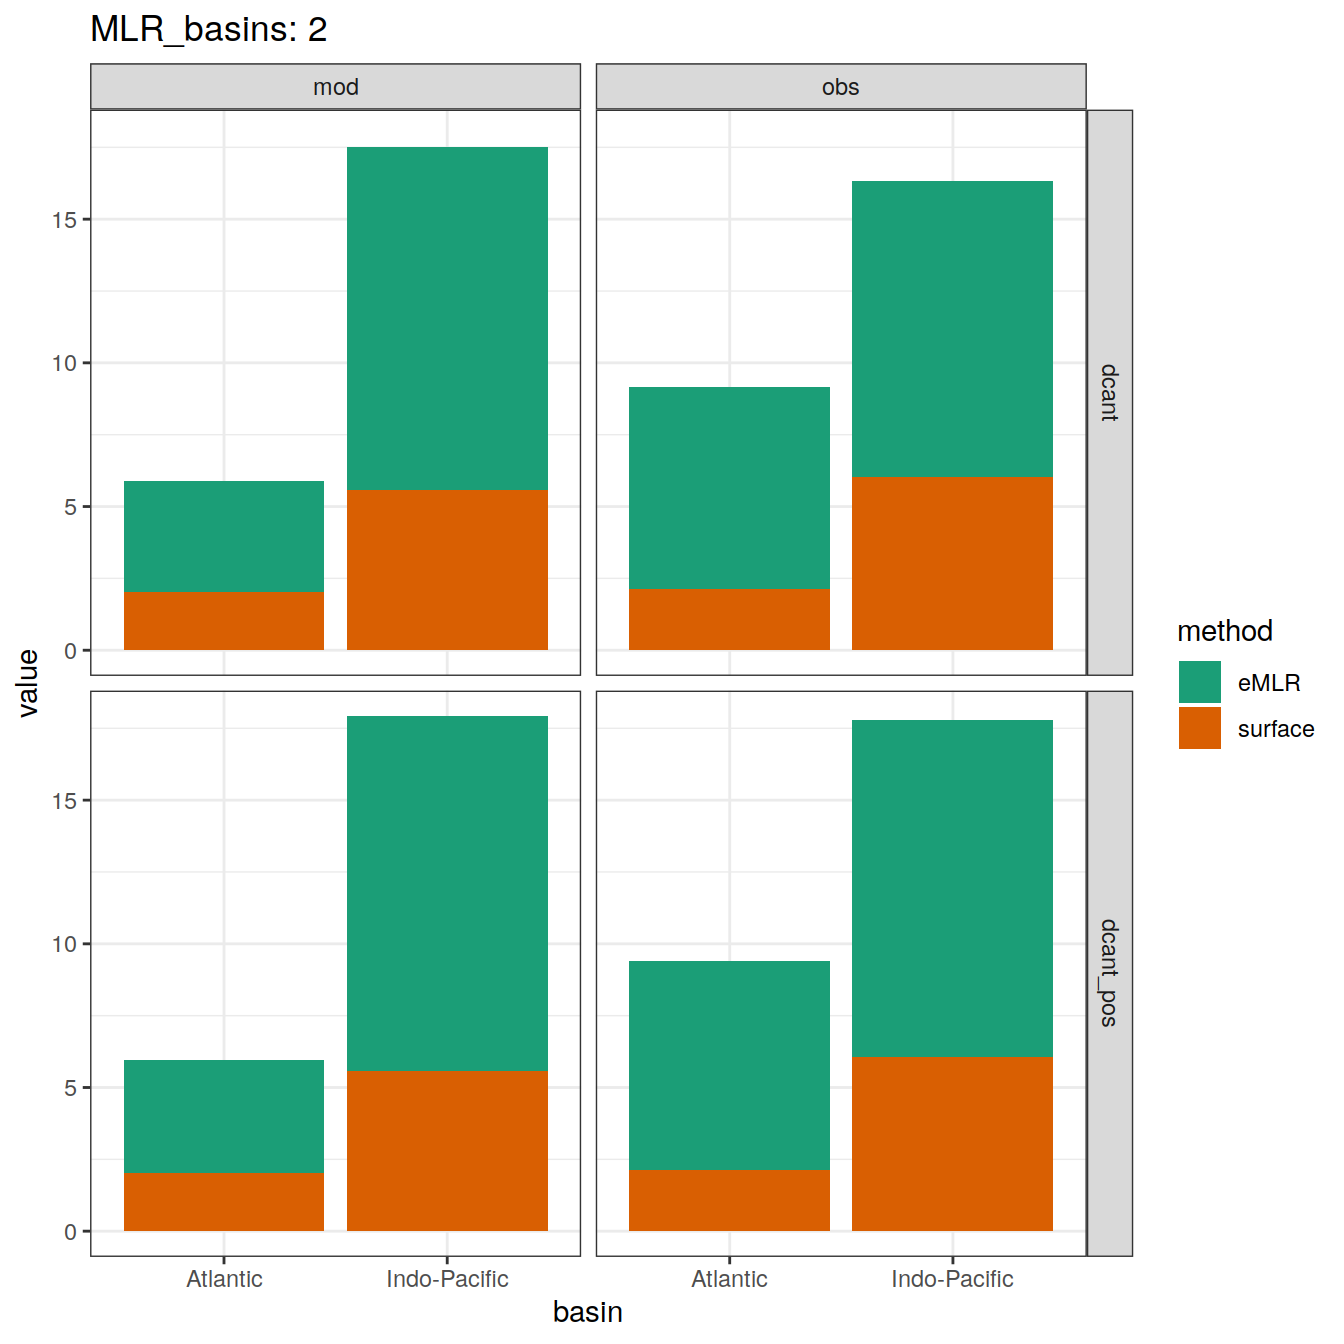 MLR_basins: 2
mod
obs
15
10
5
0
dcant
15
10
5
0
dcant_pos
value
Atlantic
Indo-Pacific
Atlantic
Indo-Pacific
basin
method
eMLR
surface